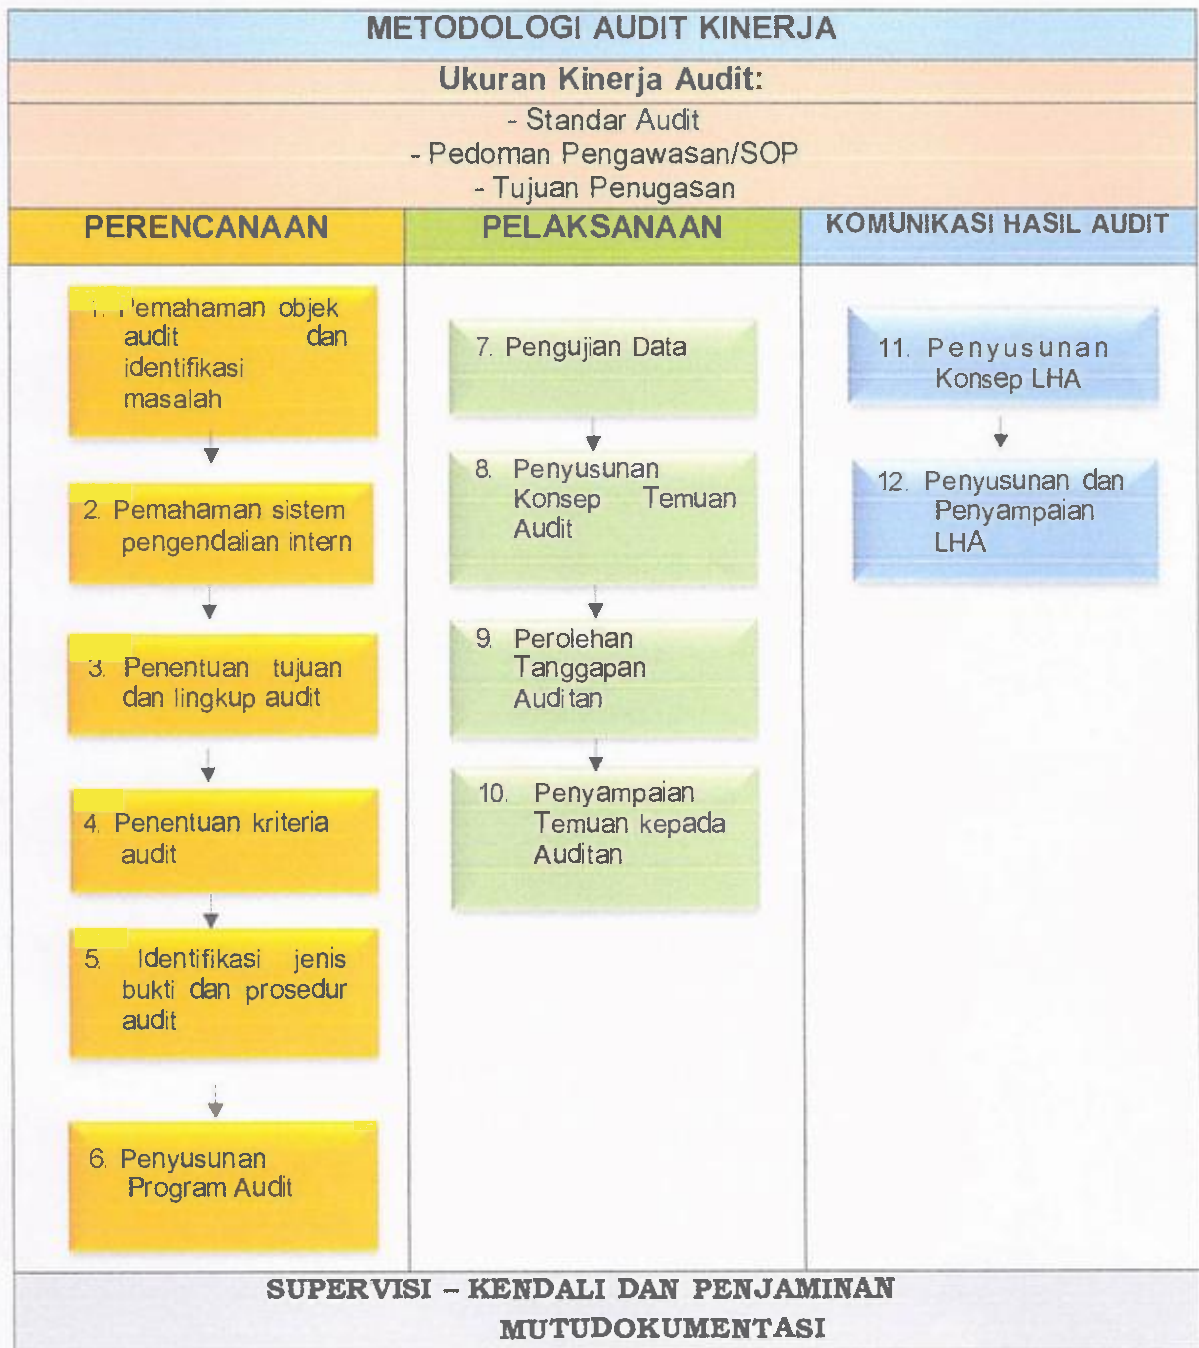 METODOLOGI AUDIT KINERJA
Ukuran Kinerja Audit:
- Standar Audit
- Pedoman Pengawasan/SOP
- Tujuan Penugasan
PERENCANAAN
1. Pemahaman objek
audit dan
identifikasi
masalah
2. Pemahaman sistem
pengendalian intern
3. Penentuan tujuan
dan lingkup audit
4. Penentuan kriteria
audit
5. Identifikasi jenis
bukti dan prosedur
audit
6. Penyusunan
Program Audit
PELAKSANAAN
7. Pengujian Data
8. Penyusunan
Konsep Temuan
Audit
9. Perolehan
Tanggapan
Auditan
10. Penyampaian
Temuan kepada
Auditan
KOMUNIKASI HASIL AUDIT
11. Penyusunan
Konsep LHA
12. Penyusunan dan
Penyampaian
LHA
SUPERVISI – KENDALI DAN PENJAMINAN
MUTUDOKUMENTASI